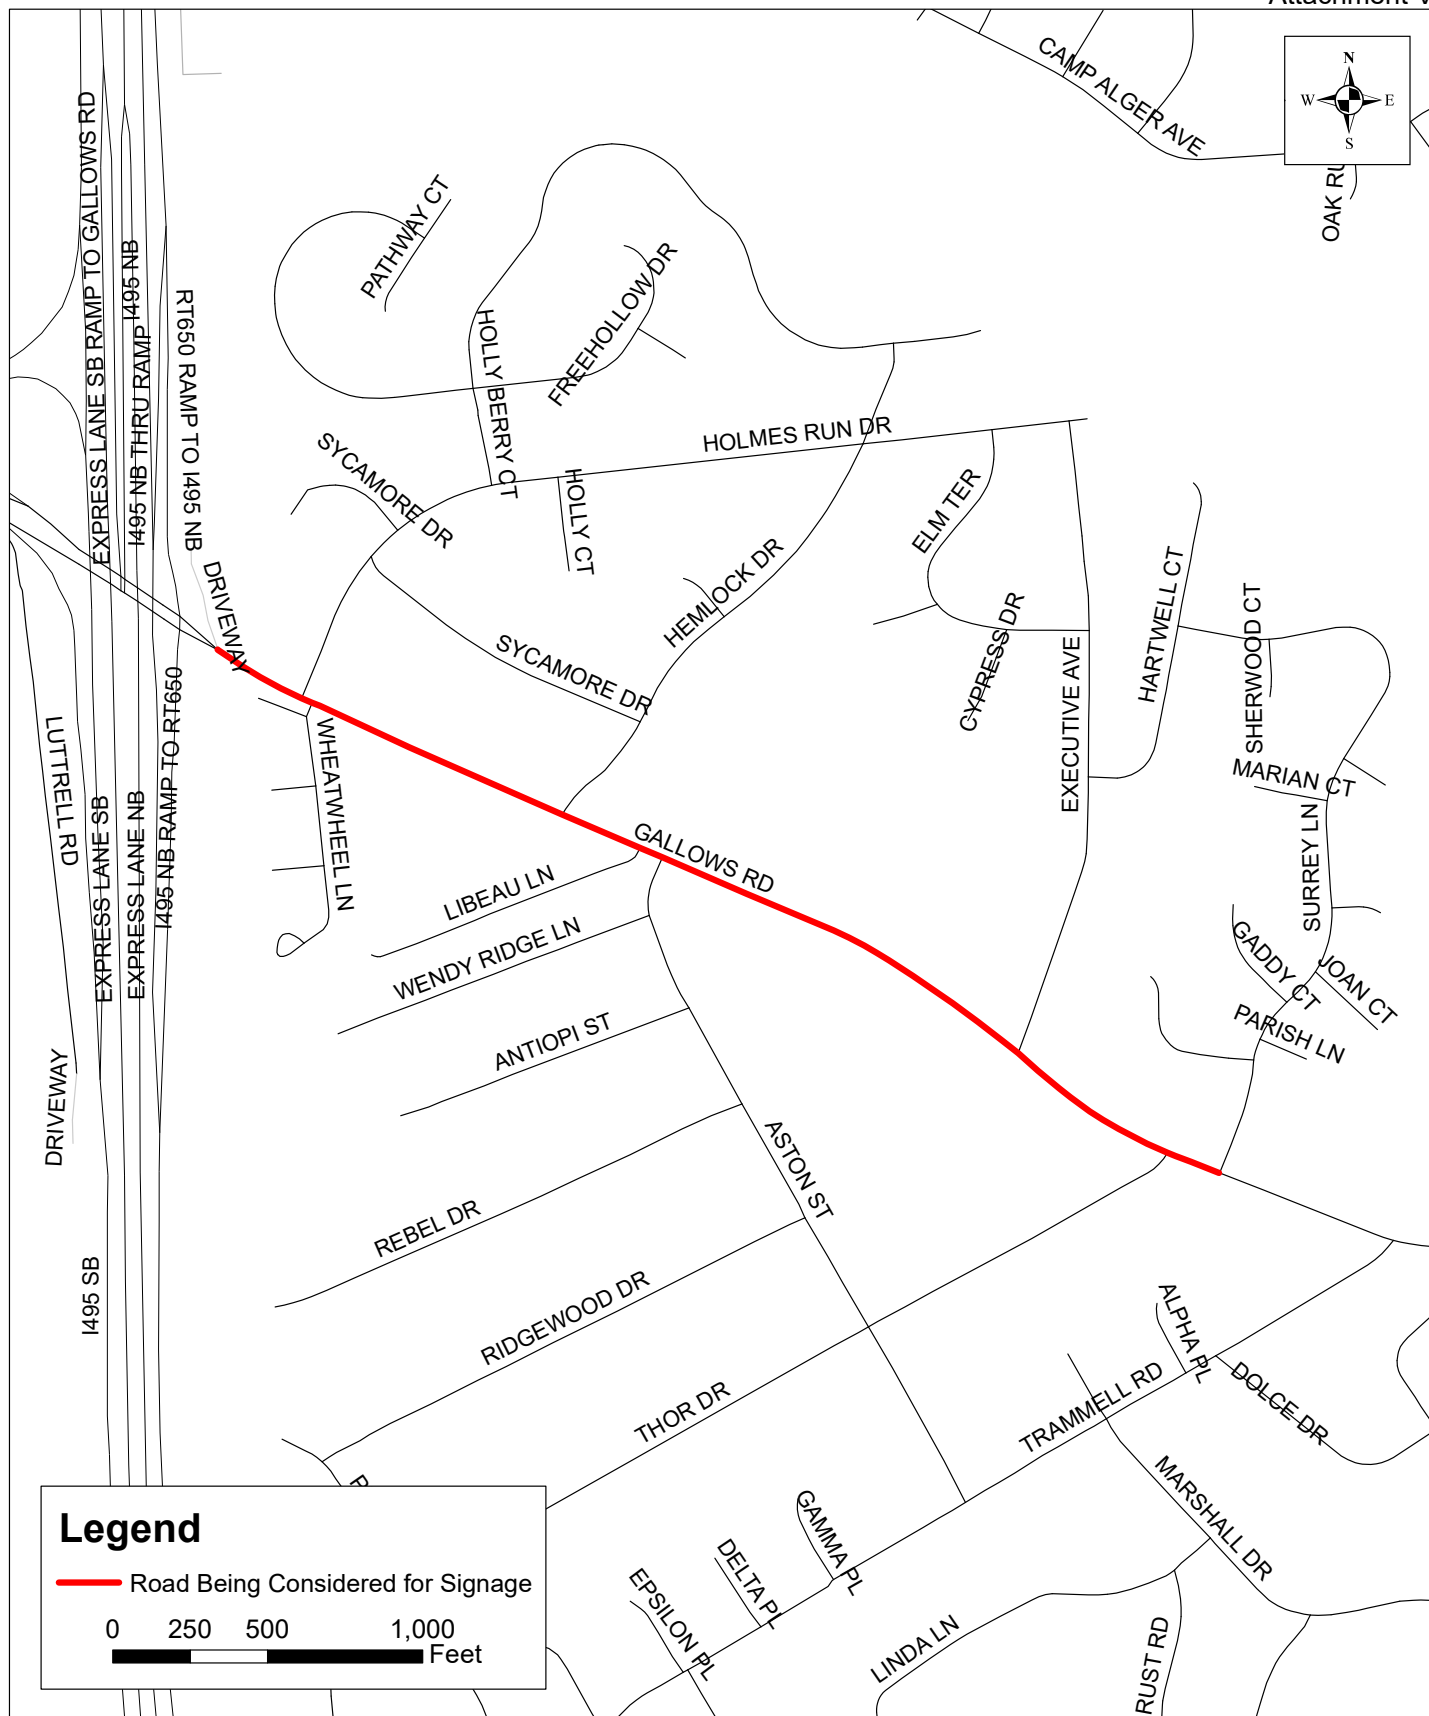 Attachment
CAMP ALGER AVE
N
W
E
S
OAK RU
EXPRESS LANE SB RAMP TO GALLOWS RD
I495 NB
I495 NB THRU RAMP
RT650 RAMP TO I495 NB
PATHWAY CT
FREEHOLLOW DR
HOLLY BERRY CT
HOLMES RUN DR
SYCAMORE DR
HOLLY CT
ELM TER
HEMLOCK DR
DRIVEWAY
SYCAMORE DR
CYPRESS DR
EXECUTIVE AVE
HARTWELL CT
SHERWOOD CT
MARIAN CT
SURREY LN
LUTTRELL RD
EXPRESS LANE SB
EXPRESS LANE NB
I495 NB RAMP TO RT650
WHEATWHEEL LN
GALLOWS RD
LIBEAU LN
WENDY RIDGE LN
GADDY CT
JOAN CT
PARISH LN
ANTIOPI ST
DRIVEWAY
ASTON ST
REBEL DR
I495 SB
RIDGEWOOD DR
ALPHA PL
THOR DR
TRAMMELL RD
DOLCE DR
MARSHALL DR
GAMMA PL
DELTA PL
EPSILON PL
LINDA LN
RUST RD
Legend
Road Being Considered for Signage
0 250 500 1,000
Feet